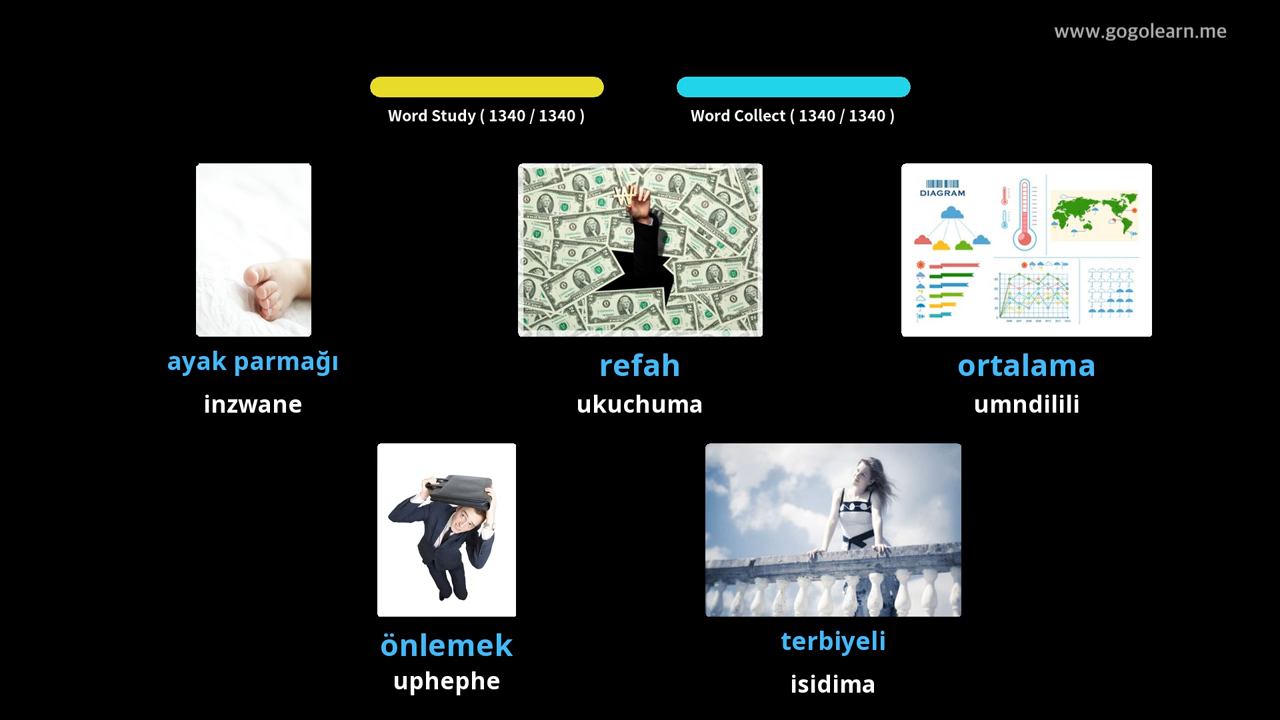 www.gogolearn.me
Word Study ( 1340 / 1340 )
Word Collect ( 1340 / 1340 )
DIAGRAM
ayak parmağı
inzwane
refah
ukuchuma
ortalama
umndilili
önlemek
uphephe
terbiyeli
isidima